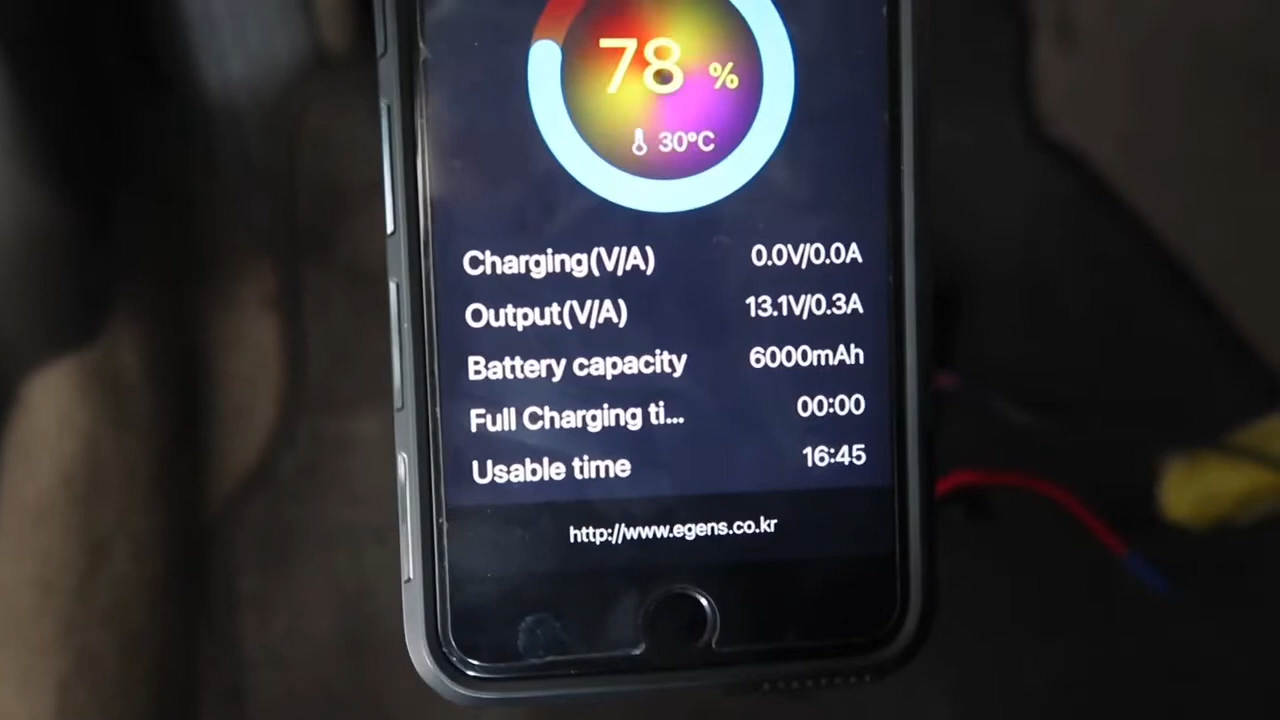 78 %
30°C
Charging(V/A) 0.0V/0.0A
Output(V/A) 13.1V/0.3A
Battery capacity 6000mAh
Full Charging ti... 00:00
Usable time 16:45
http://www.egens.co.kr